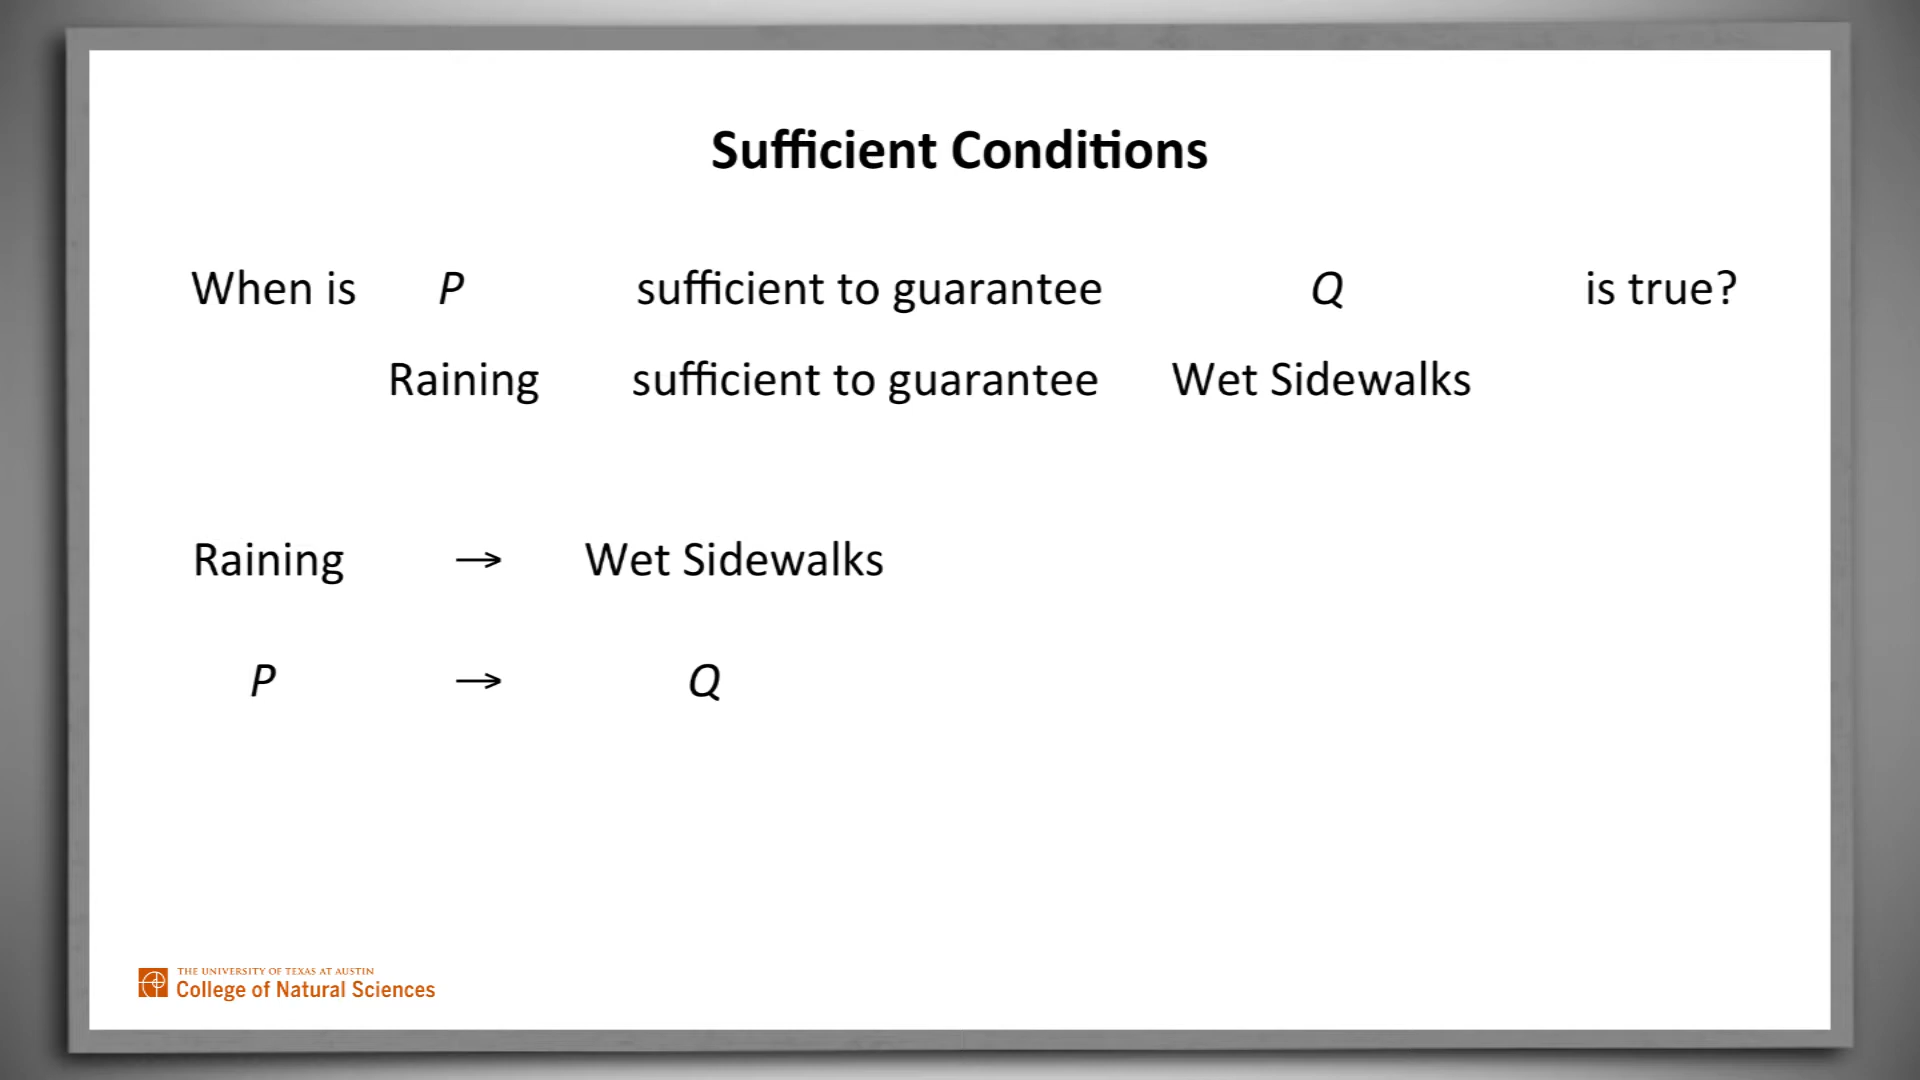 Sufficient Conditions
When is P sufficient to guarantee Q is true?
Raining sufficient to guarantee Wet Sidewalks
Raining → Wet Sidewalks
P → Q
THE UNIVERSITY OF TEXAS AT AUSTIN
College of Natural Sciences